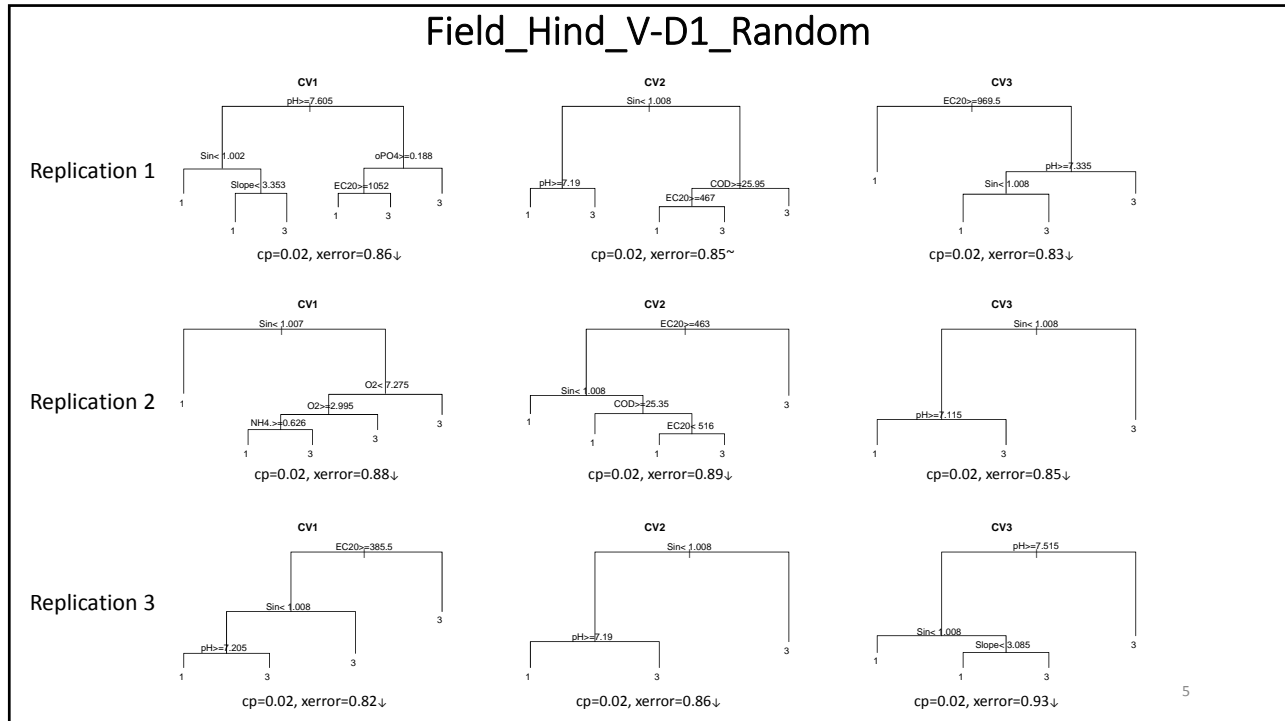 Field_Hind_V-D1_Random
Replication 1
CV1
pH>=7.605
Sin< 1.002
oPO4>=0.188
Slope< 3.353
EC20>=1052
1
3
1 3
1 3
cp=0.02, xerror=0.86↓
CV2
Sin< 1.008
pH>=7.19
COD>=25.95
EC20>=467
1 3
3
1 3
cp=0.02, xerror=0.85~
CV3
EC20>=969.5
pH>=7.335
Sin< 1.008
1
3
1 3
cp=0.02, xerror=0.83↓
Replication 2
CV1
Sin< 1.007
O2< 7.275
O2>=2.995
NH4.>=0.626
1
3
3
1 3
cp=0.02, xerror=0.88↓
CV2
EC20>=463
Sin< 1.008
COD>=25.35
EC20< 516
1
3
1
1 3
cp=0.02, xerror=0.89↓
CV3
Sin< 1.008
pH>=7.115
3
1 3
cp=0.02, xerror=0.85↓
Replication 3
CV1
EC20>=385.5
Sin< 1.008
pH>=7.205
3
3
1 3
cp=0.02, xerror=0.82↓
CV2
Sin< 1.008
pH>=7.19
3
1 3
cp=0.02, xerror=0.86↓
CV3
pH>=7.515
Sin< 1.008
Slope< 3.085
3
1
1 3
cp=0.02, xerror=0.93↓
5